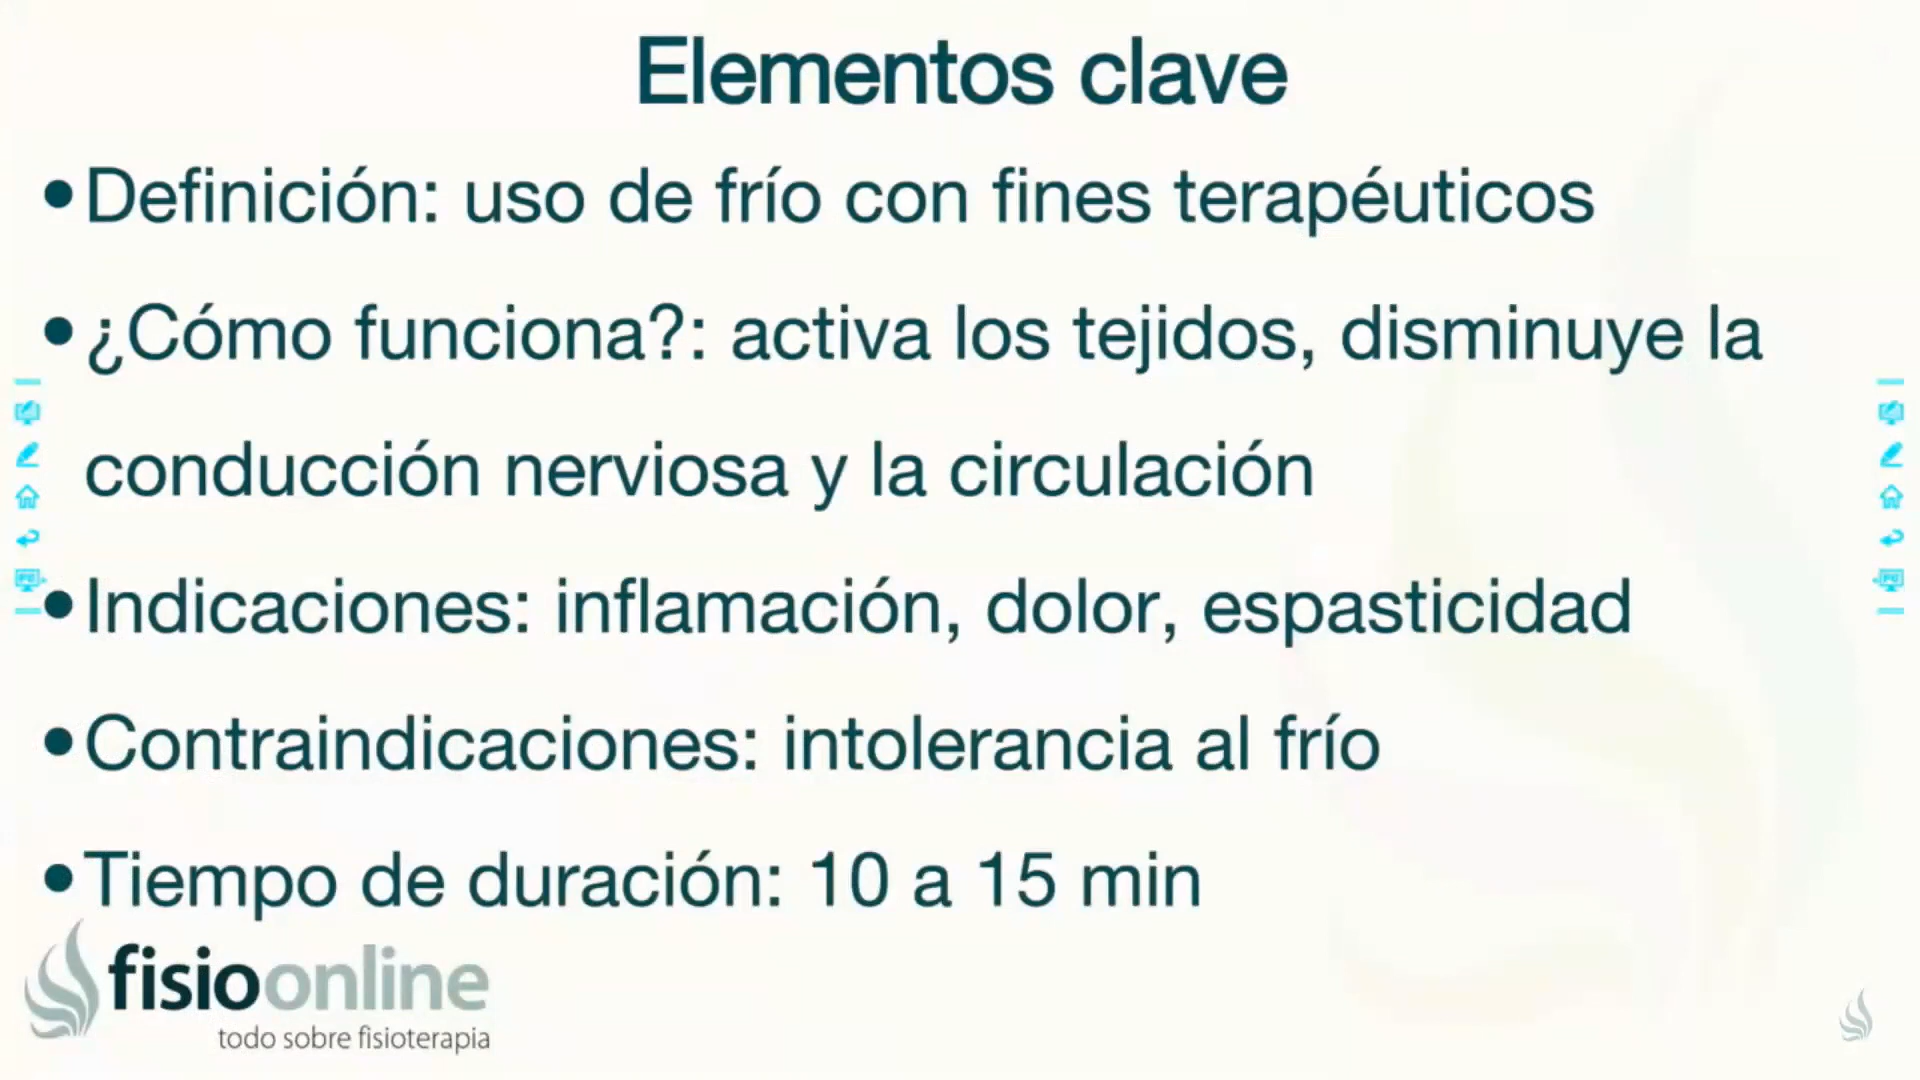 Elementos clave
•Definición: uso de frío con fines terapéuticos
•¿Cómo funciona?: activa los tejidos, disminuye la
conducción nerviosa y la circulación
•Indicaciones: inflamación, dolor, espasticidad
•Contraindicaciones: intolerancia al frío
•Tiempo de duración: 10 a 15 min
fisioonline
todo sobre fisioterapia